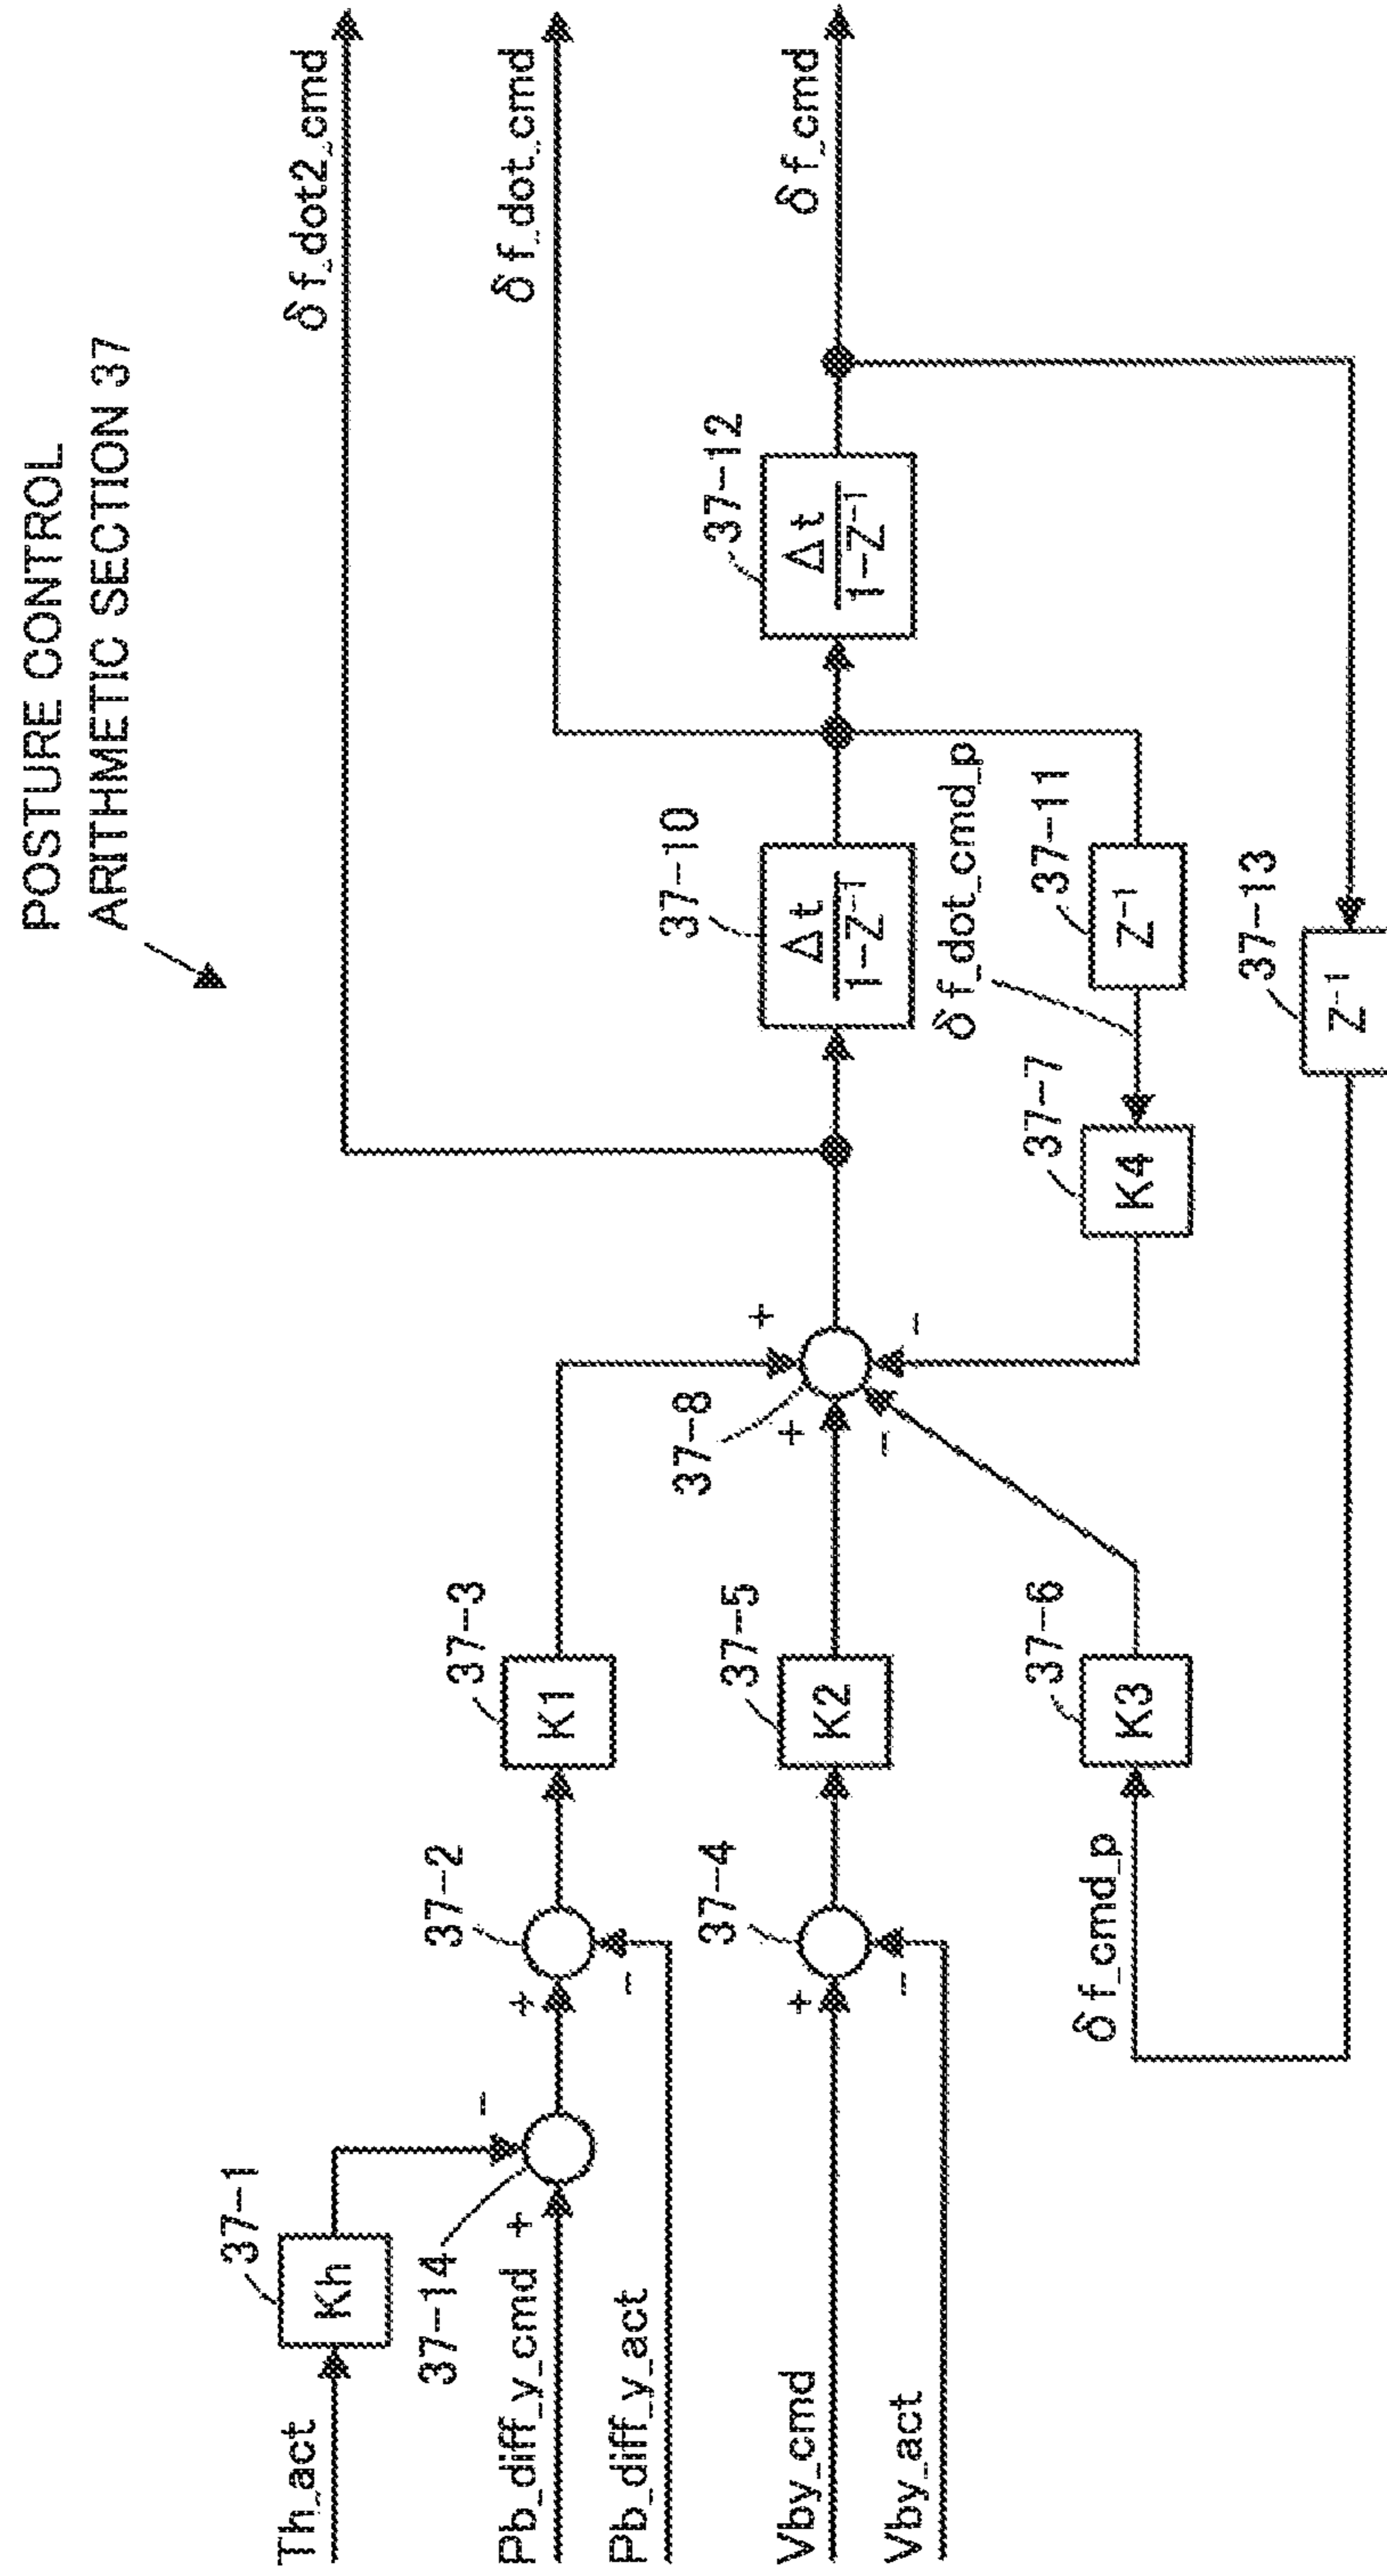 POSTURE CONTROL
ARITHMETIC SECTION 37
δf_dot2_cmd
δf_dot_cmd
δf_cmd
Th_act
37-1
Kh
37-14
Pb_diff_y_cmd
+
-
Pb_diff_y_act
+
-
37-2
37-3
K1
Vby_cmd
Vby_act
+
-
37-4
37-5
K2
δf_cmd_p
37-6
K3
37-8
+
+
-
-
37-7
K4
δf_dot_cmd_p
37-10
Δt
1-Z⁻¹
37-11
Z⁻¹
37-12
Δt
1-Z⁻¹
37-13
Z⁻¹